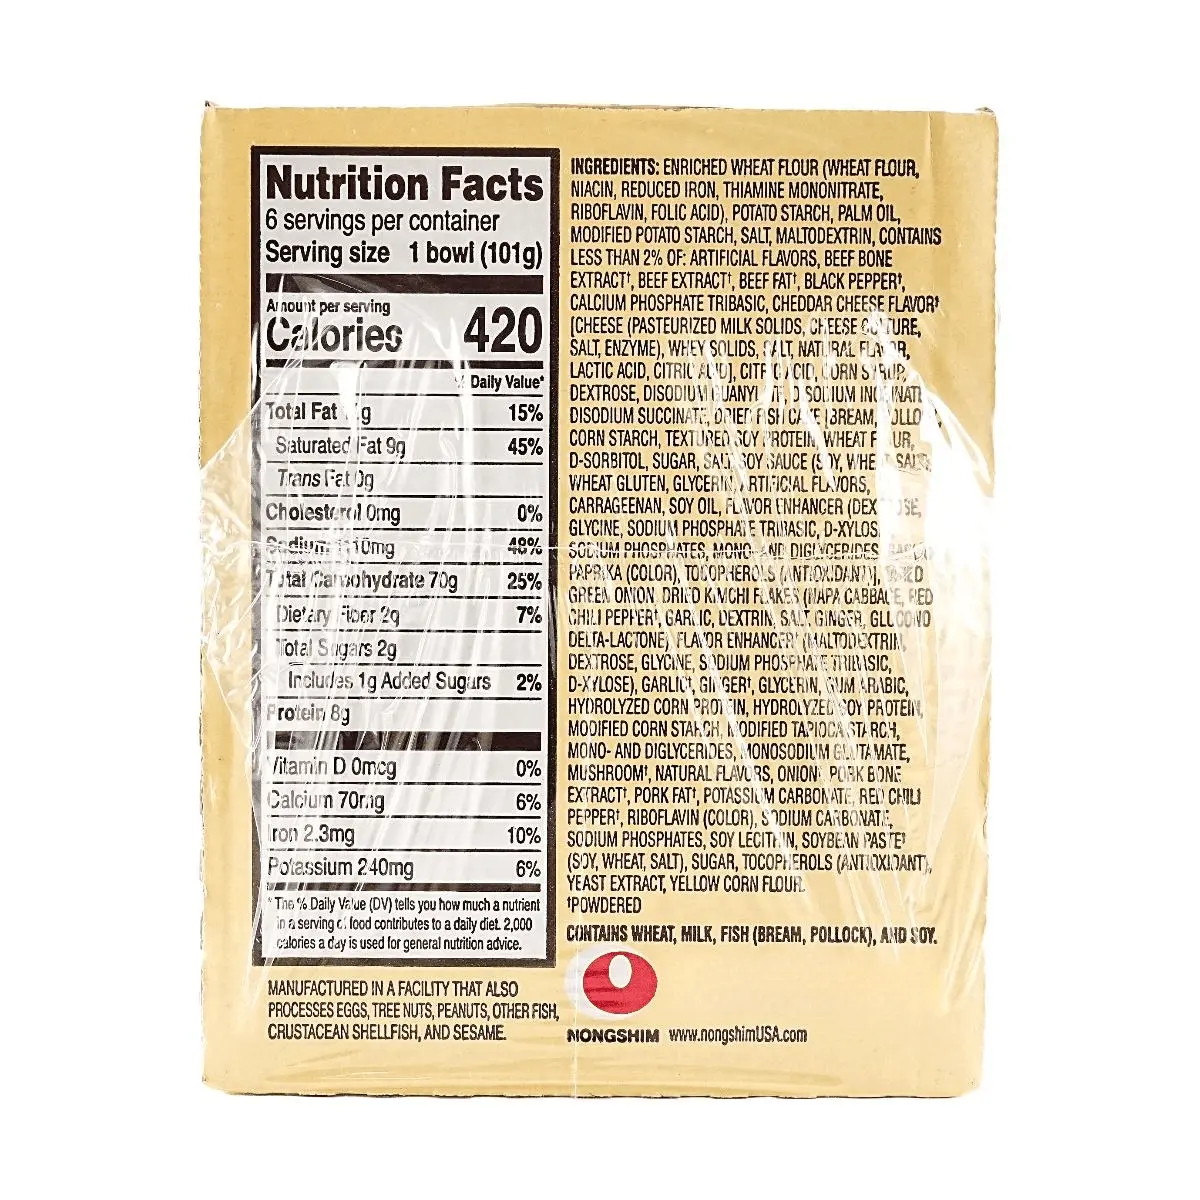 Nutrition Facts
6 servings per container
Serving size 1 bowl (101g)
Amount per serving
Calories 420
% Daily Value*
Total Fat g 15%
Saturated Fat 9g 45%
Trans Fat 0g
Cholesterol 0mg 0%
Sodium 48%
Total Carbohydrate 70g 25%
Dietary Fiber 2g 7%
Total Sugars 2g
Includes 1g Added Sugars 2%
Protein 8g
Vitamin D 0mcg 0%
Calcium 70mg 6%
Iron 2.3mg 10%
Potassium 240mg 6%
* The % Daily Value (DV) tells you how much a nutrient
in a serving of food contributes to a daily diet. 2,000
calories a day is used for general nutrition advice.
MANUFACTURED IN A FACILITY THAT ALSO
PROCESSES EGGS, TREE NUTS, PEANUTS, OTHER FISH,
CRUSTACEAN SHELLFISH, AND SESAME.
INGREDIENTS: ENRICHED WHEAT FLOUR (WHEAT FLOUR,
NIACIN, REDUCED IRON, THIAMINE MONONITRATE,
RIBOFLAVIN, FOLIC ACID), POTATO STARCH, PALM OIL,
MODIFIED POTATO STARCH, SALT, MALTODEXTRIN, CONTAINS
LESS THAN 2% OF: ARTIFICIAL FLAVORS, BEEF BONE
EXTRACT†, BEEF EXTRACT†, BEEF FAT†, BLACK PEPPER†,
CALCIUM PHOSPHATE TRIBASIC, CHEDDAR CHEESE FLAVOR†
[CHEESE (PASTEURIZED MILK SOLIDS, CHEESE CULTURE,
SALT, ENZYME), WHEY SOLIDS, SALT, NATURAL FLAVOR,
LACTIC ACID, CITRIC ACID], CITRIC ACID, CORN SYRUP,
DEXTROSE, DISODIUM GUANYLATE, DISODIUM INOSINATE,
DISODIUM SUCCINATE, DRIED FISH CAKE [BREAM, POLLOCK,
CORN STARCH, TEXTURED SOY PROTEIN, WHEAT FLOUR,
D-SORBITOL, SUGAR, SALT, SOY SAUCE (SOY, WHEAT, SALT),
WHEAT GLUTEN, GLYCERIN, ARTIFICIAL FLAVORS,
CARRAGEENAN, SOY OIL, FLAVOR ENHANCER (DEXTROSE,
GLYCINE, SODIUM PHOSPHATE TRIBASIC, D-XYLOSE),
SODIUM PHOSPHATES, MONO- AND DIGLYCERIDES,
PAPRIKA (COLOR), TOCOPHEROLS (ANTIOXIDANT)], DRIED
GREEN ONION, DRIED KIMCHI FLAKES (NAPA CABBAGE, RED
CHILI PEPPER†, GARLIC, DEXTRIN, SALT, GINGER, GLUCONO
DELTA-LACTONE), FLAVOR ENHANCER† (MALTODEXTRIN,
DEXTROSE, GLYCINE, SODIUM PHOSPHATE TRIBASIC,
D-XYLOSE), GARLIC†, GINGER†, GLYCERIN, GUM ARABIC,
HYDROLYZED CORN PROTEIN, HYDROLYZED SOY PROTEIN,
MODIFIED CORN STARCH, MODIFIED TAPIOCA STARCH,
MONO- AND DIGLYCERIDES, MONOSODIUM GLUTAMATE,
MUSHROOM†, NATURAL FLAVORS, ONION†, PORK BONE
EXTRACT†, PORK FAT†, POTASSIUM CARBONATE, RED CHILI
PEPPER†, RIBOFLAVIN (COLOR), SODIUM CARBONATE,
SODIUM PHOSPHATES, SOY LECITHIN, SOYBEAN PASTE†
(SOY, WHEAT, SALT), SUGAR, TOCOPHEROLS (ANTIOXIDANT),
YEAST EXTRACT, YELLOW CORN FLOUR.
†POWDERED
CONTAINS WHEAT, MILK, FISH (BREAM, POLLOCK), AND SOY.
NONGSHIM www.nongshimUSA.com